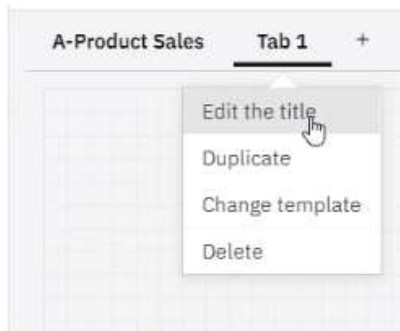 A-Product Sales Tab 1 +
Edit the title
Duplicate
Change template
Delete